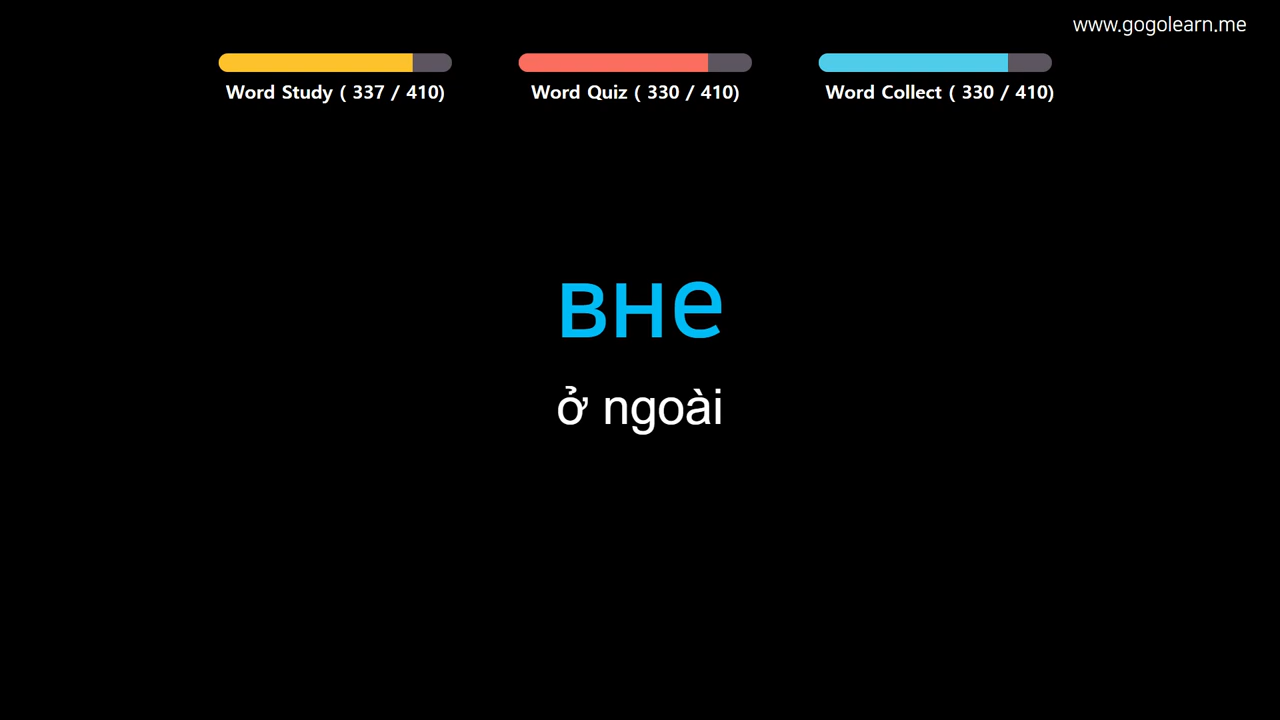 www.gogolearn.me
Word Study ( 337 / 410)
Word Quiz ( 330 / 410)
Word Collect ( 330 / 410)
вне
ở ngoài